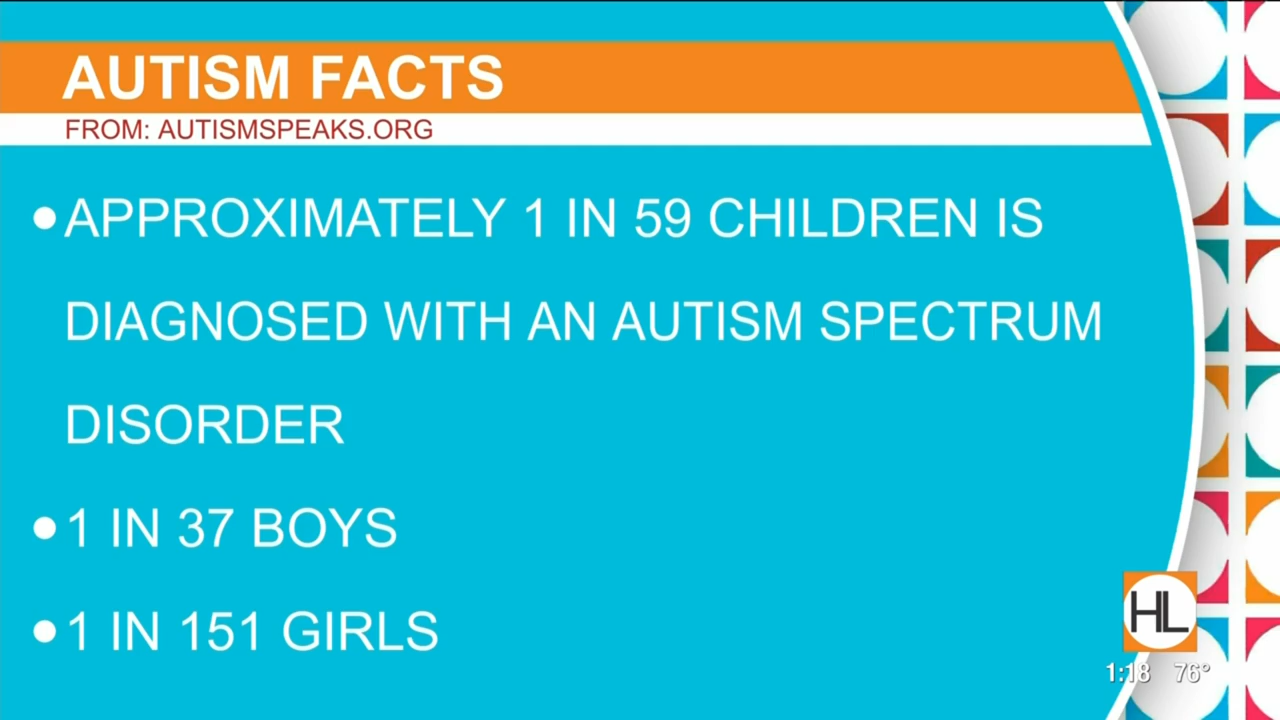 AUTISM FACTS
FROM: AUTISMSPEAKS.ORG
●APPROXIMATELY 1 IN 59 CHILDREN IS
DIAGNOSED WITH AN AUTISM SPECTRUM
DISORDER
●1 IN 37 BOYS
●1 IN 151 GIRLS
HL
1:18 76°